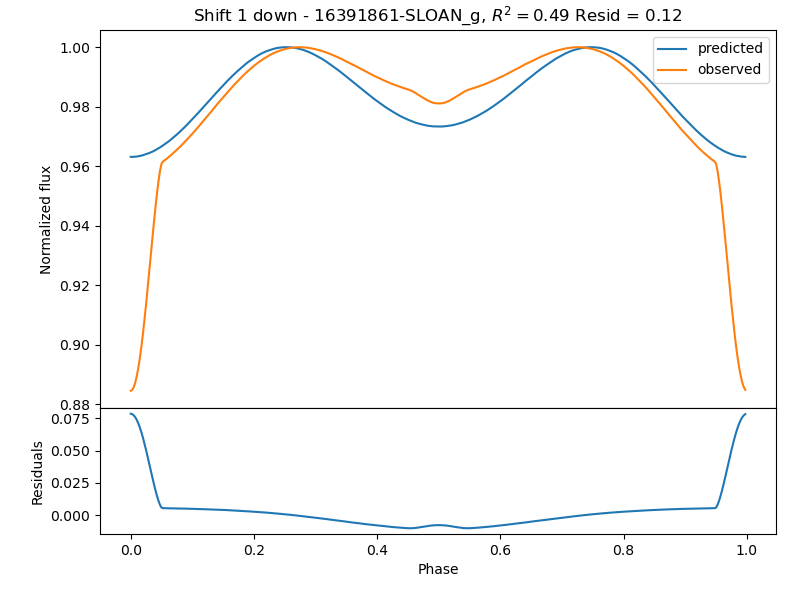 Shift 1 down - 16391861-SLOAN_g, $R^2 = 0.49$ Resid = 0.12
predicted
observed
1.00
0.98
0.96
0.94
0.92
0.90
0.88
Normalized flux
0.075
0.050
0.025
0.000
Residuals
0.0 0.2 0.4 0.6 0.8 1.0
Phase